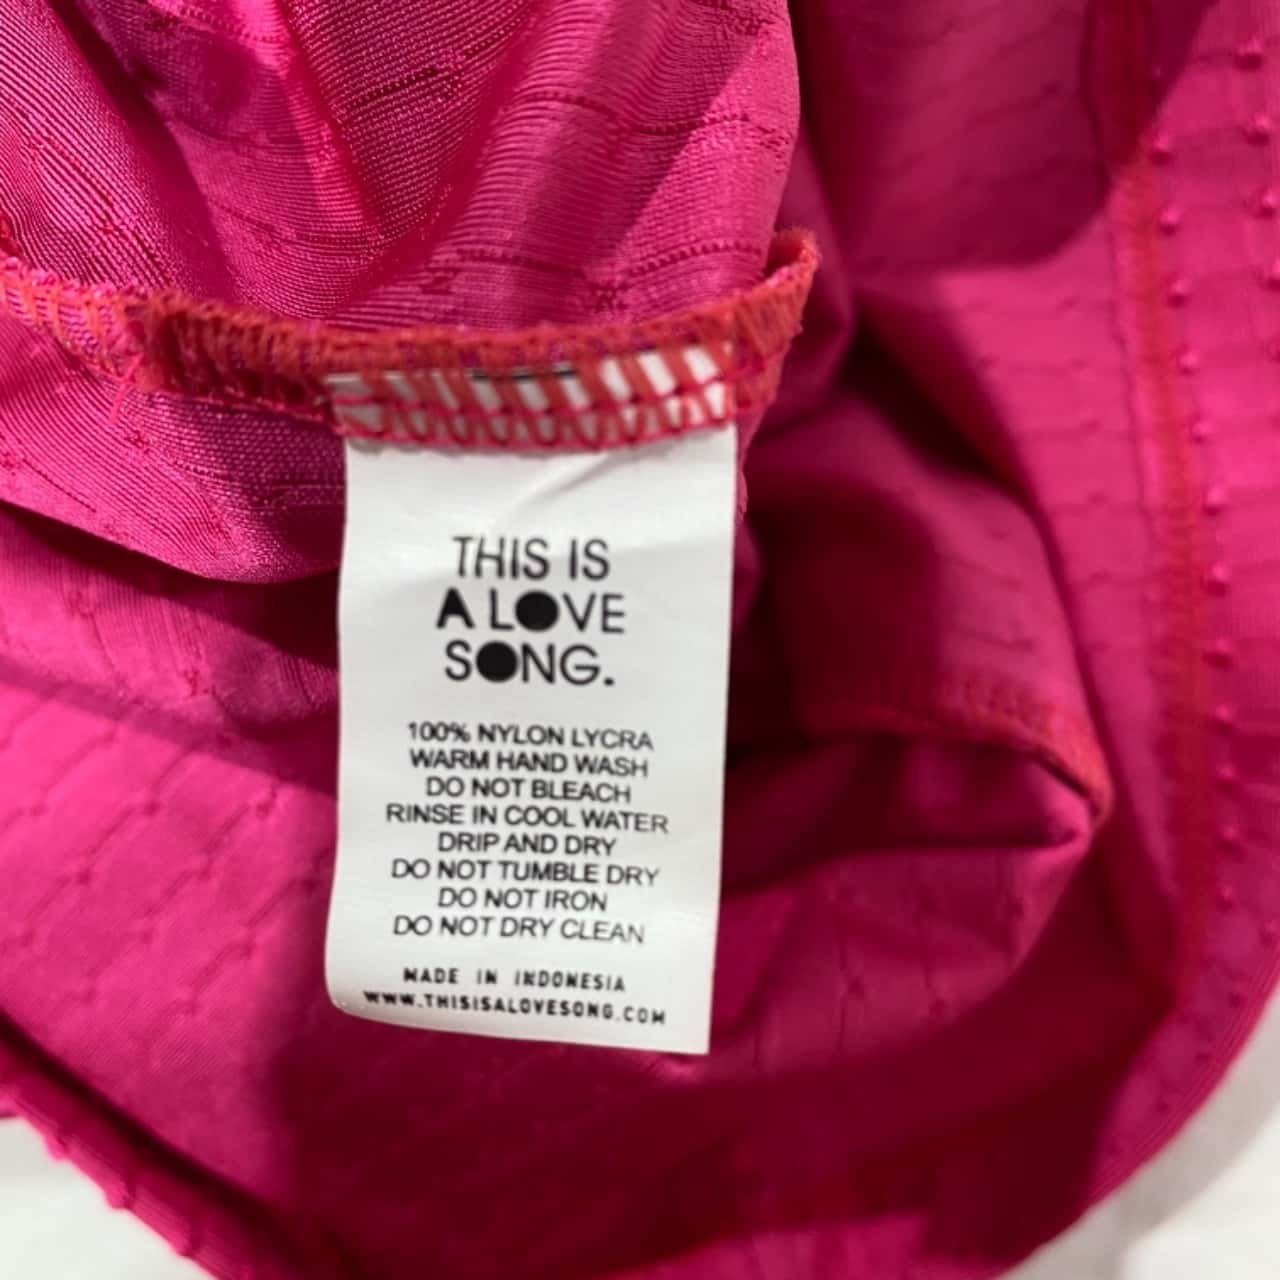 THIS IS
A LOVE
SONG.
100% NYLON LYCRA
WARM HAND WASH
DO NOT BLEACH
RINSE IN COOL WATER
DRIP AND DRY
DO NOT TUMBLE DRY
DO NOT IRON
DO NOT DRY CLEAN
MADE IN INDONESIA
WWW.THISISALOVESONG.COM